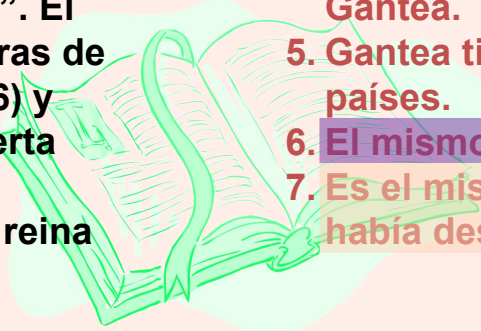 ”. El
ras de
6) y
erta
reina
Gantea.
5. Gantea ti
países.
6. El mismo
7. Es el mis
había des